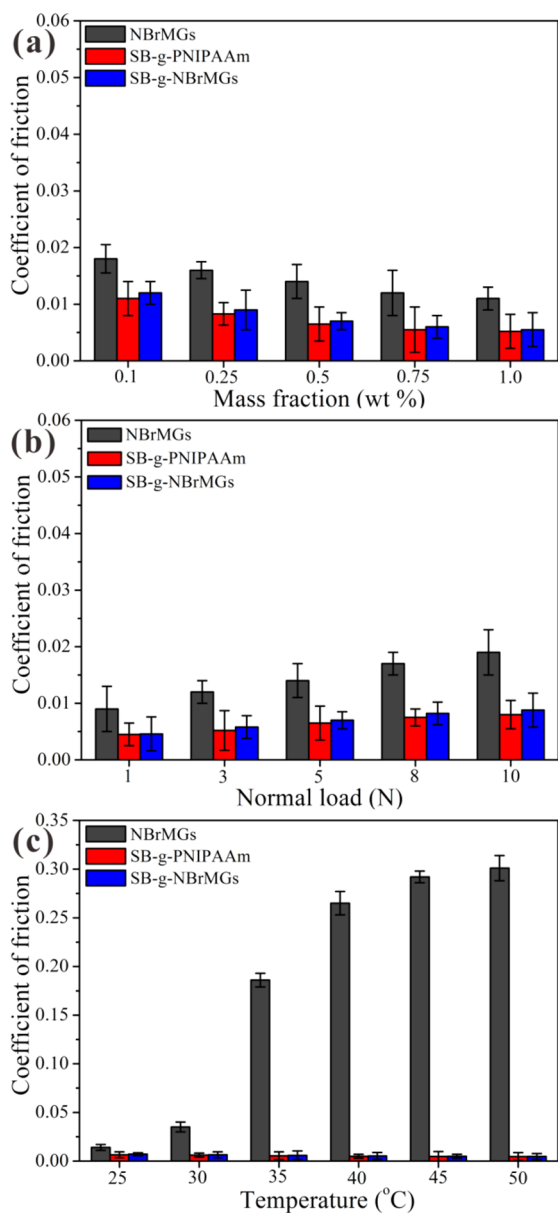 (a)
NBrMGs
SB-g-PNIPAAm
SB-g-NBrMGs
Coefficient of friction
0.06
0.05
0.04
0.03
0.02
0.01
0.00
0.1 0.25 0.5 0.75 1.0
Mass fraction (wt %)
(b)
NBrMGs
SB-g-PNIPAAm
SB-g-NBrMGs
Coefficient of friction
0.06
0.05
0.04
0.03
0.02
0.01
0.00
1 3 5 8 10
Normal load (N)
(c)
NBrMGs
SB-g-PNIPAAm
SB-g-NBrMGs
Coefficient of friction
0.35
0.30
0.25
0.20
0.15
0.10
0.05
0.00
25 30 35 40 45 50
Temperature (°C)